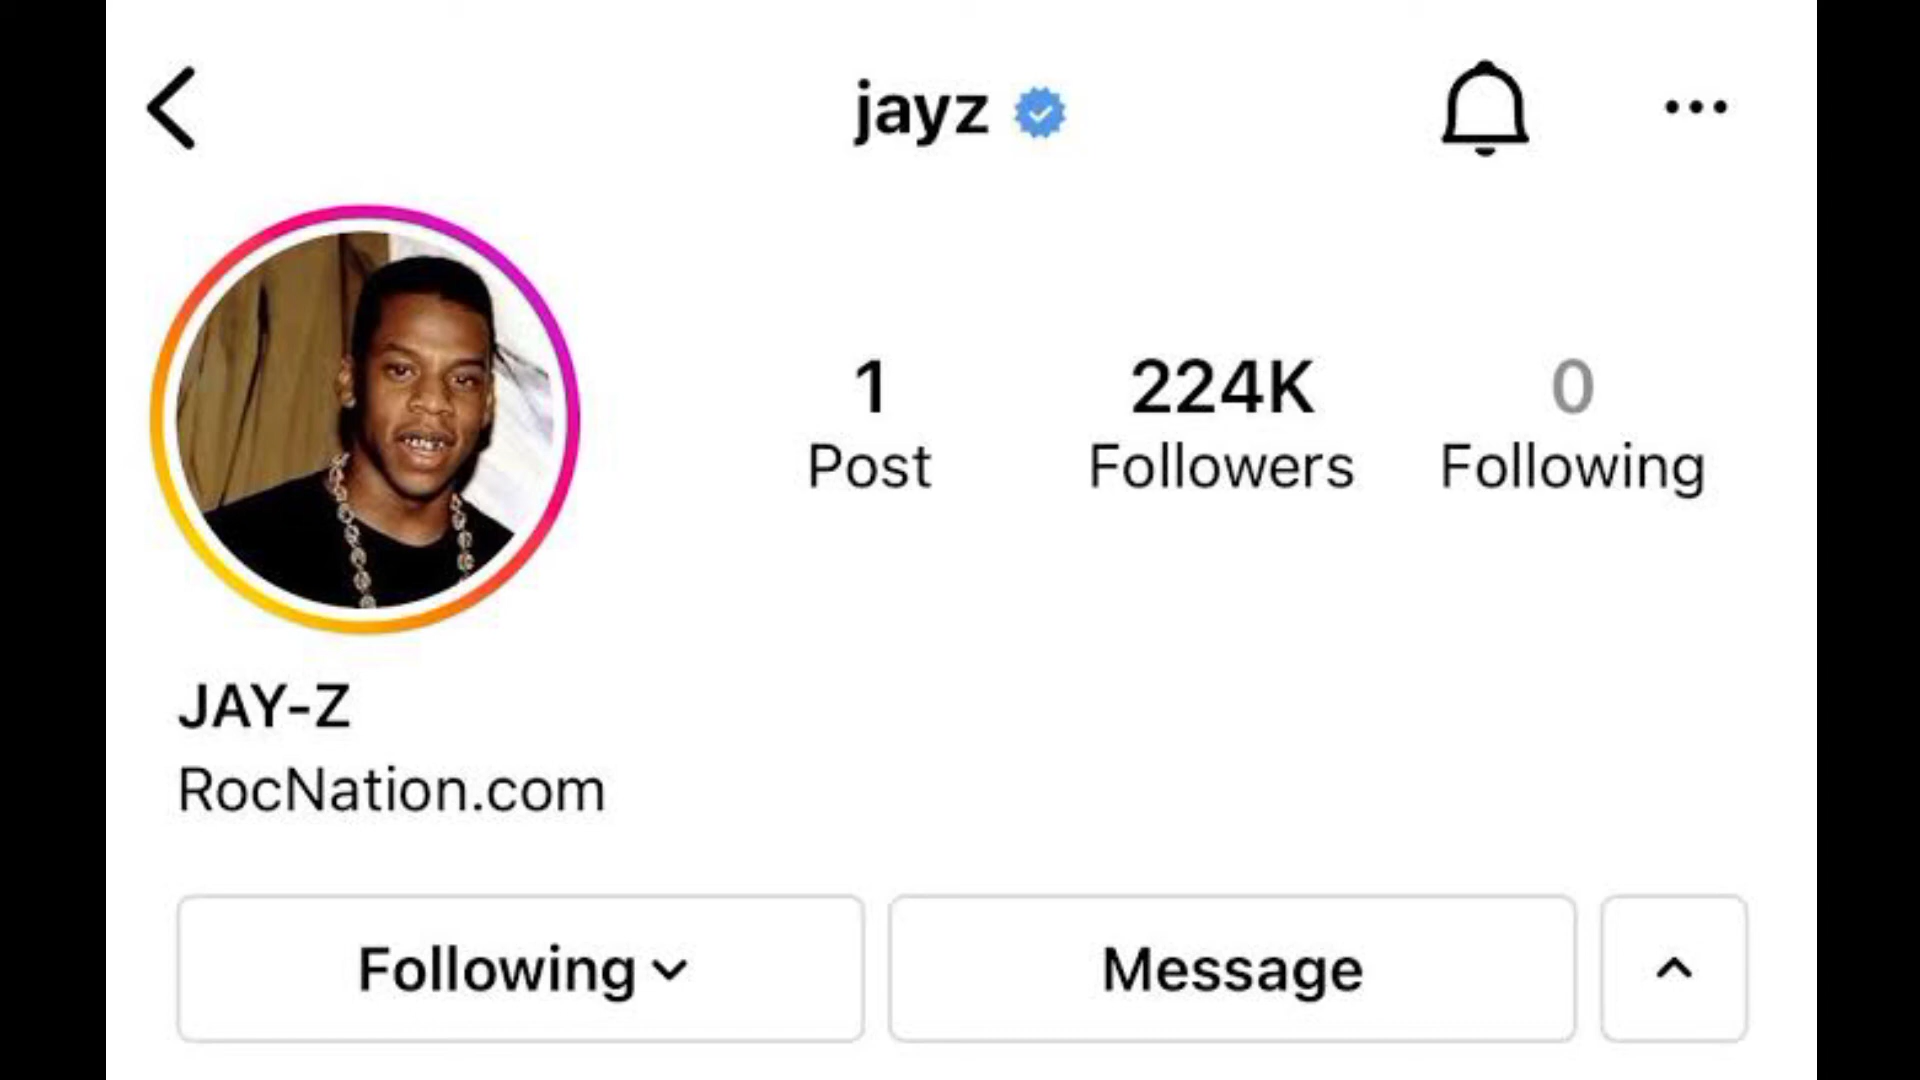 jayz
1 224K 0
Post Followers Following
JAY-Z
RocNation.com
Following Message